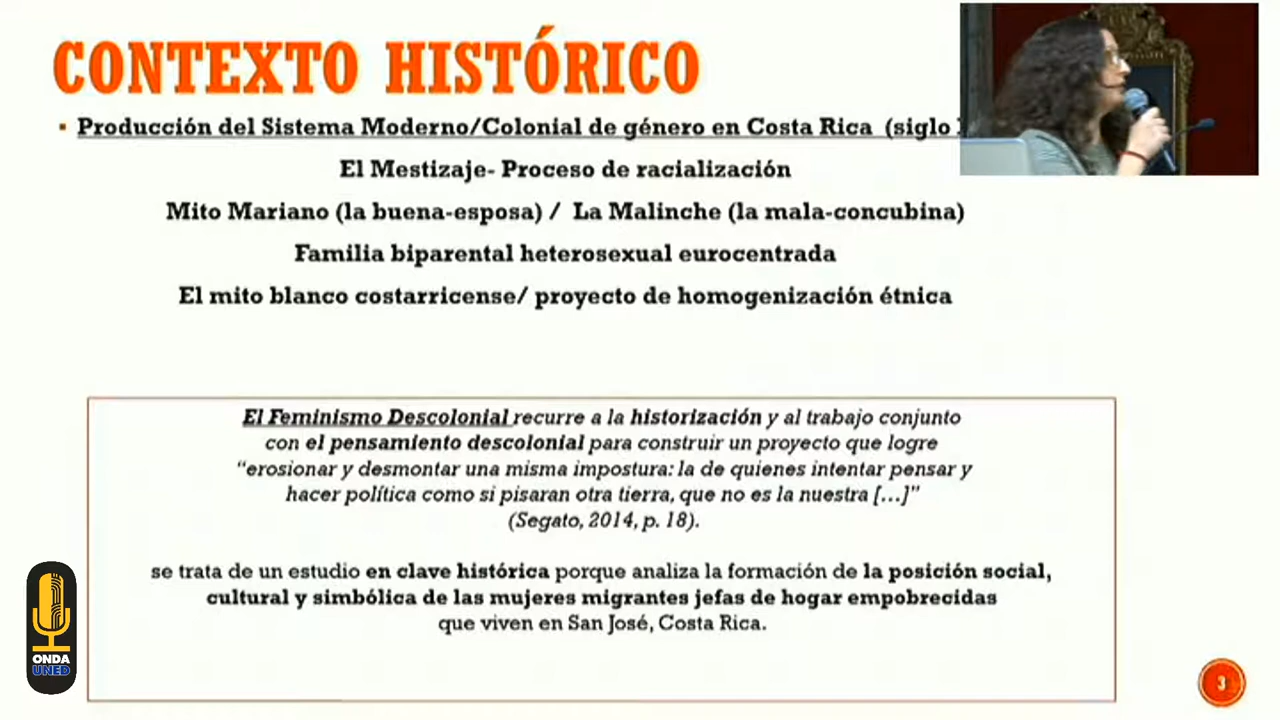 CONTEXTO HISTÓRICO
▪ Producción del Sistema Moderno/Colonial de género en Costa Rica (siglo
El Mestizaje- Proceso de racialización
Mito Mariano (la buena-esposa) / La Malinche (la mala-concubina)
Familia biparental heterosexual eurocentrada
El mito blanco costarricense/ proyecto de homogenización étnica
El Feminismo Descolonial recurre a la historización y al trabajo conjunto
con el pensamiento descolonial para construir un proyecto que logre
“erosionar y desmontar una misma impostura: la de quienes intentar pensar y
hacer política como si pisaran otra tierra, que no es la nuestra [...]”
(Segato, 2014, p. 18).
se trata de un estudio en clave histórica porque analiza la formación de la posición social,
cultural y simbólica de las mujeres migrantes jefas de hogar empobrecidas
que viven en San José, Costa Rica.
ONDA
UNED
3